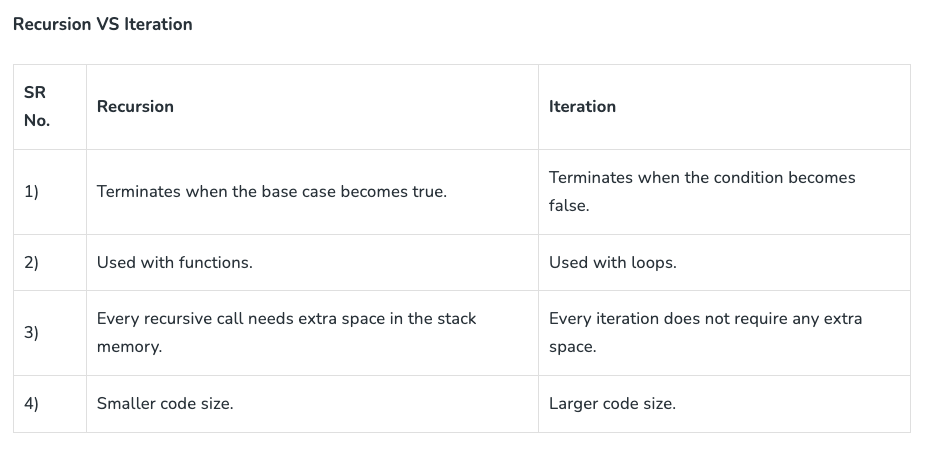 Recursion VS Iteration
SR
No.
Recursion
Iteration
1)
Terminates when the base case becomes true.
Terminates when the condition becomes
false.
2)
Used with functions.
Used with loops.
3)
Every recursive call needs extra space in the stack
memory.
Every iteration does not require any extra
space.
4)
Smaller code size.
Larger code size.